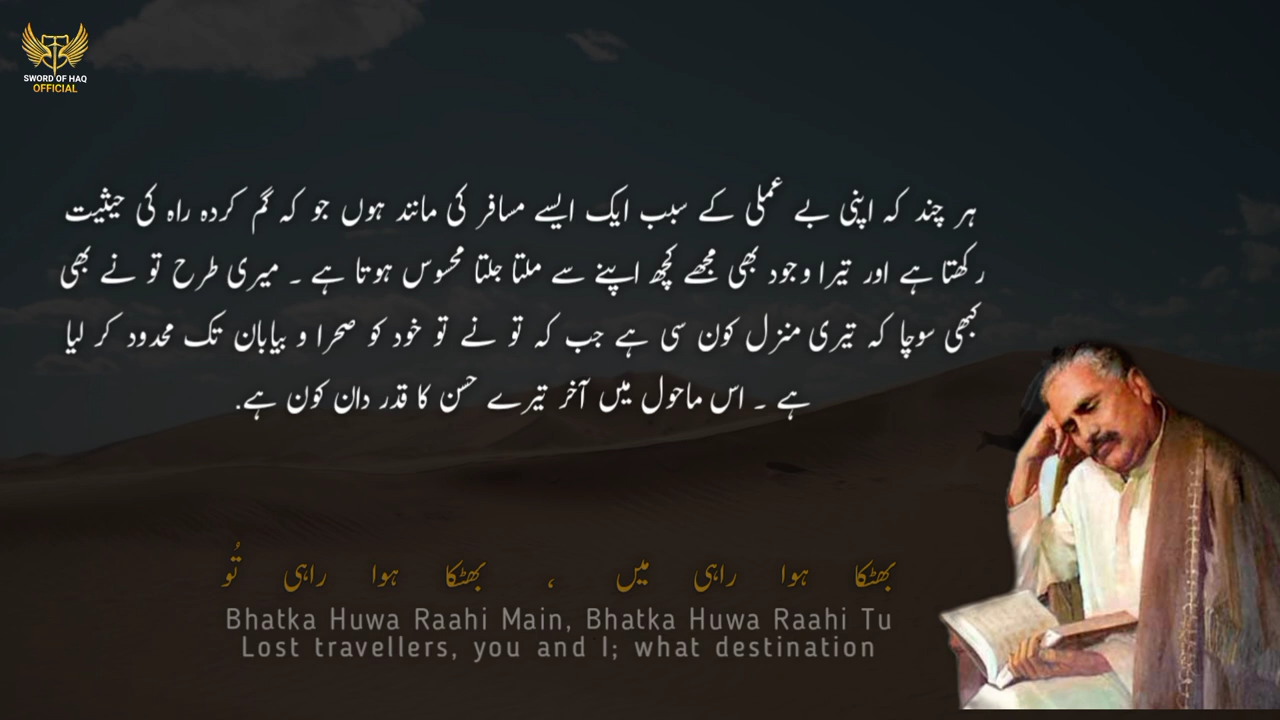 SWORD OF HAQ
OFFICIAL
ہر چند کہ اپنی بے عملی کے سبب ایک ایسے مسافر کی مانند ہوں جو کہ گم کردہ راہ کی حیثیت
رکھتا ہے اور تیرا وجود بھی مجھے کچھ اپنے سے ملتا جلتا محسوس ہوتا ہے ۔ میری طرح تو نے بھی
کبھی سوچا کہ تیری منزل کون سی ہے جب کہ تو نے تو خود کو صحرا و بیابان تک محدود کر لیا
ہے ۔ اس ماحول میں آخر تیرے حسن کا قدر دان کون ہے.
بھٹکا ہوا راہی میں ، بھٹکا ہوا راہی تُو
Bhatka Huwa Raahi Main, Bhatka Huwa Raahi Tu
Lost travellers, you and I; what destination